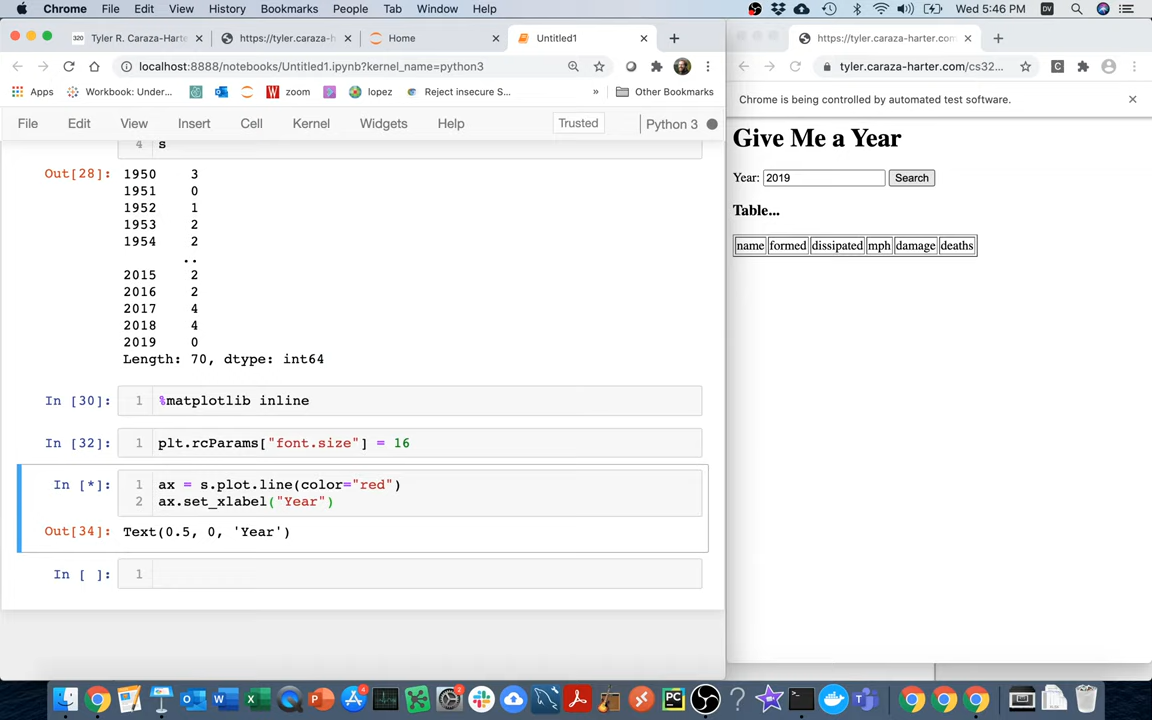 Chrome File Edit View History Bookmarks People Tab Window Help Wed 5:46 PM
320 Tyler R. Caraza-Harte https://tyler.caraza-h Home Untitled1 https://tyler.caraza-harter.com
localhost:8888/notebooks/Untitled1.ipynb?kernel_name=python3 tyler.caraza-harter.com/cs32...
Apps Workbook: Under... zoom lopez Reject insecure S... » Other Bookmarks
Chrome is being controlled by automated test software.
File Edit View Insert Cell Kernel Widgets Help Trusted Python 3
Give Me a Year
Year: 2019 Search
Table...
name formed dissipated mph damage deaths
4 s
Out[28]: 1950 3
1951 0
1952 1
1953 2
1954 2
..
2015 2
2016 2
2017 4
2018 4
2019 0
Length: 70, dtype: int64
In [30]: 1 %matplotlib inline
In [32]: 1 plt.rcParams["font.size"] = 16
In [*]: 1 ax = s.plot.line(color="red")
2 ax.set_xlabel("Year")
Out[34]: Text(0.5, 0, 'Year')
In [ ]: 1